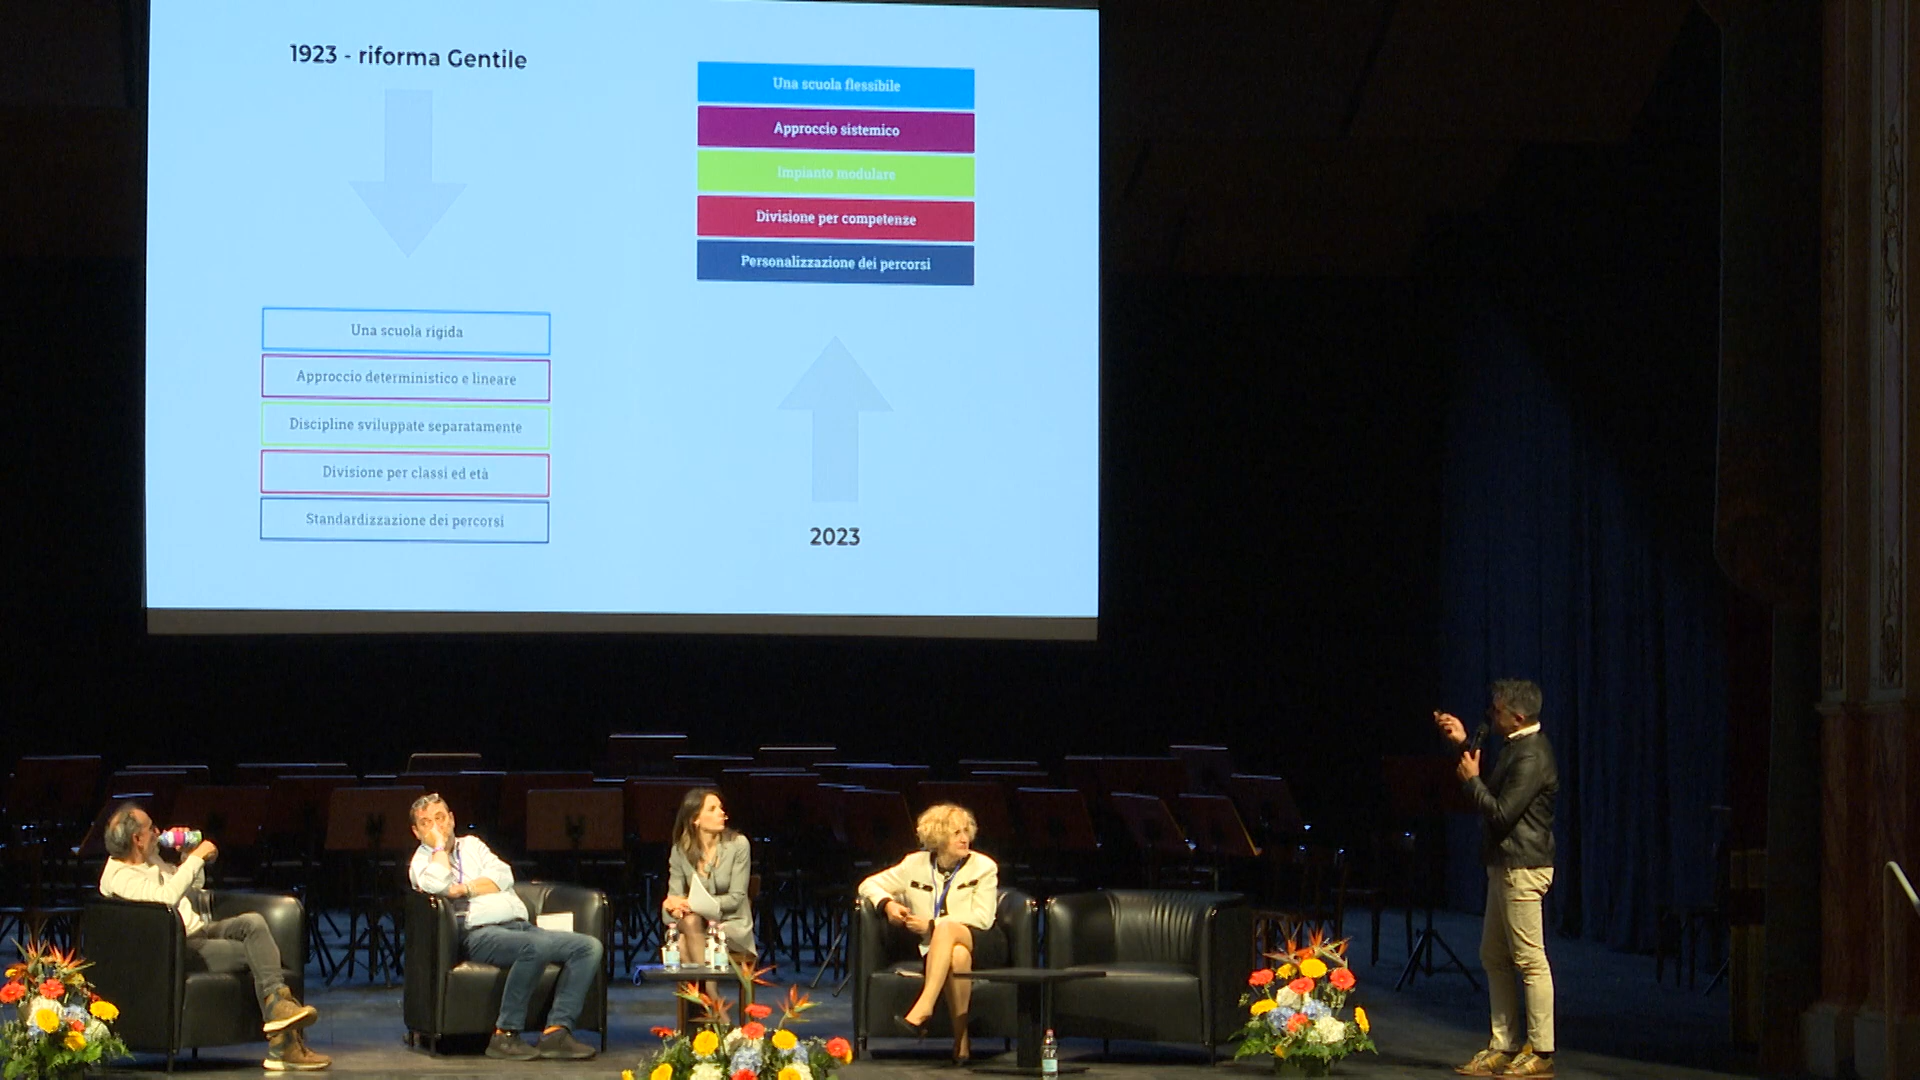 1923 - riforma Gentile
Una scuola rigida
Approccio deterministico e lineare
Discipline sviluppate separatamente
Divisione per classi ed età
Standardizzazione dei percorsi
Una scuola flessibile
Approccio sistemico
Impianto modulare
Divisione per competenze
Personalizzazione dei percorsi
2023